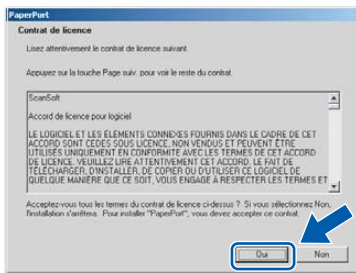 PaperPort
Contrat de licence
Lisez attentivement le contrat de licence suivant.
Appuyez sur la touche Page suiv. pour voir le reste du contrat.
ScanSoft
Accord de licence pour logiciel
LE LOGICIEL ET LES ÉLÉMENTS CONNEXES FOURNIS DANS LE CADRE DE CET
ACCORD SONT CEDES SOUS LICENCE, NON VENDUS ET PEUVENT ÊTRE
UTILISÉS UNIQUEMENT EN CONFORMITE AVEC LES TERMES DE CET ACCORD
DE LICENCE. VEUILLEZ LIRE ATTENTIVEMENT CET ACCORD. LE FAIT DE
TÉLÉCHARGER, D'INSTALLER, DE COPIER OU D'UTILISER CE LOGICIEL DE
QUELQUE MANIÈRE QUE CE SOIT, VOUS ENGAGE À RESPECTER LES TERMES ET
Acceptez-vous tous les termes du contrat de licence ci-dessus ? Si vous sélectionnez Non,
l'installation s'arrêtera. Pour installer "PaperPort", vous devez accepter ce contrat.
Oui
Non